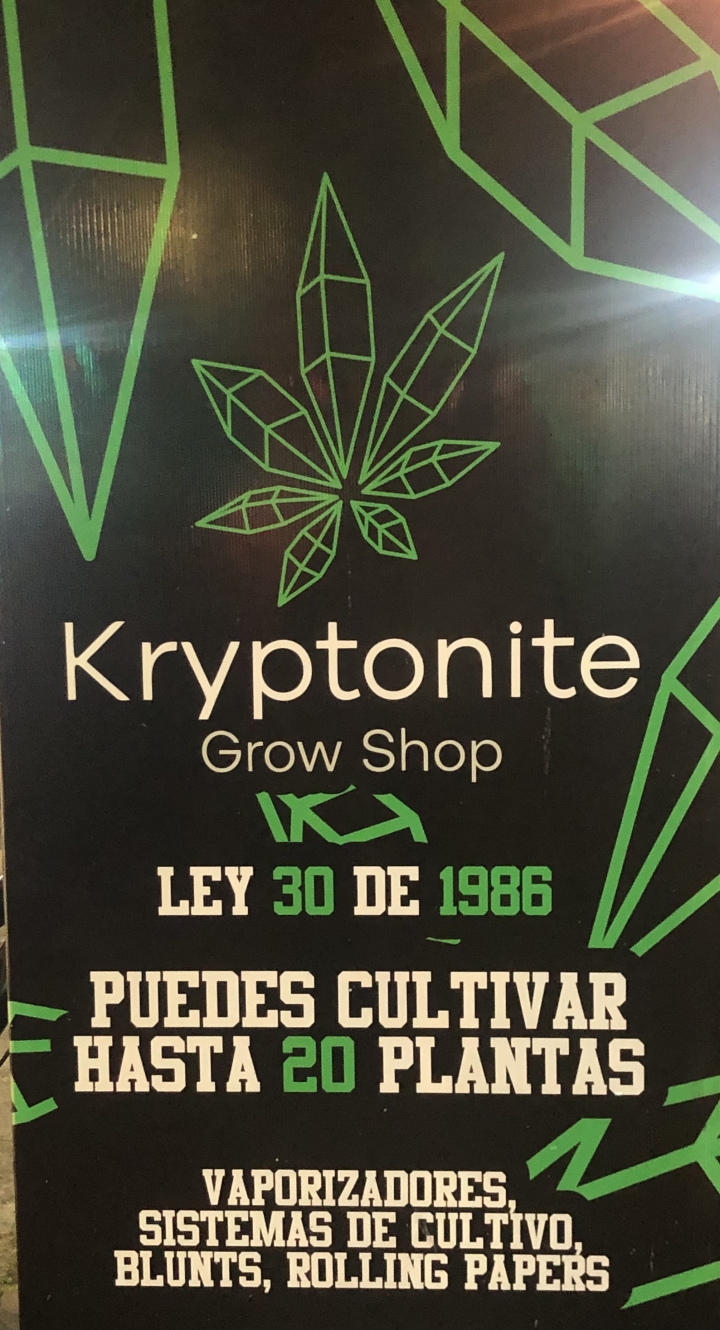 Kryptonite
Grow Shop
LEY 30 DE 1986
PUEDES CULTIVAR
HASTA 20 PLANTAS
VAPORIZADORES,
SISTEMAS DE CULTIVO,
BLUNTS, ROLLING PAPERS